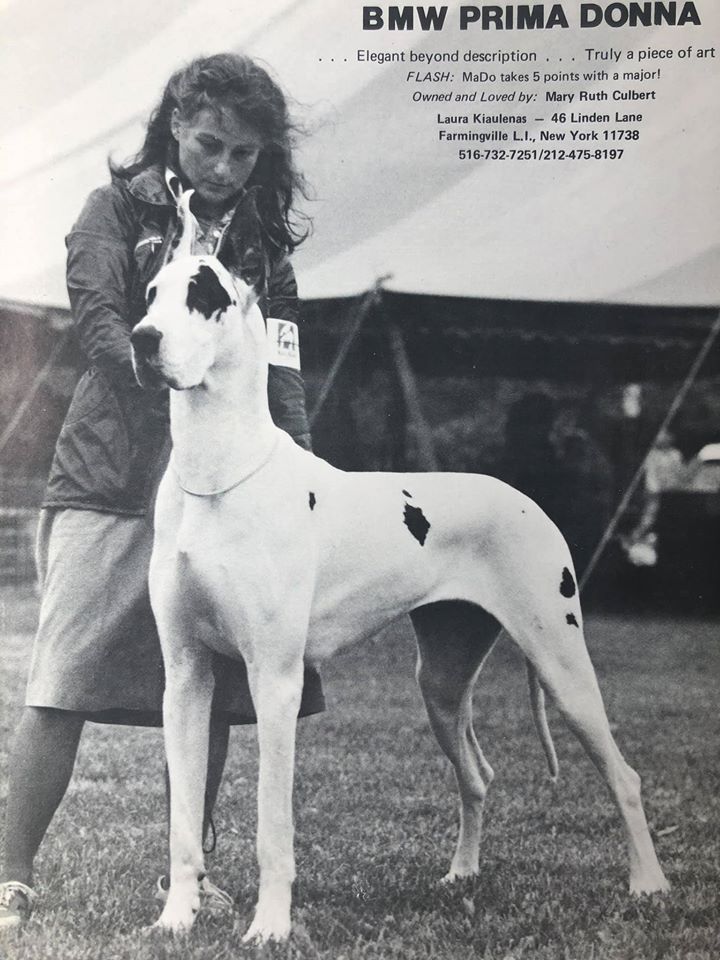 BMW PRIMA DONNA
. . . Elegant beyond description . . . Truly a piece of art
FLASH: MaDo takes 5 points with a major!
Owned and Loved by: Mary Ruth Culbert
Laura Kiaulenas — 46 Linden Lane
Farmingville L.I., New York 11738
516-732-7251/212-475-8197